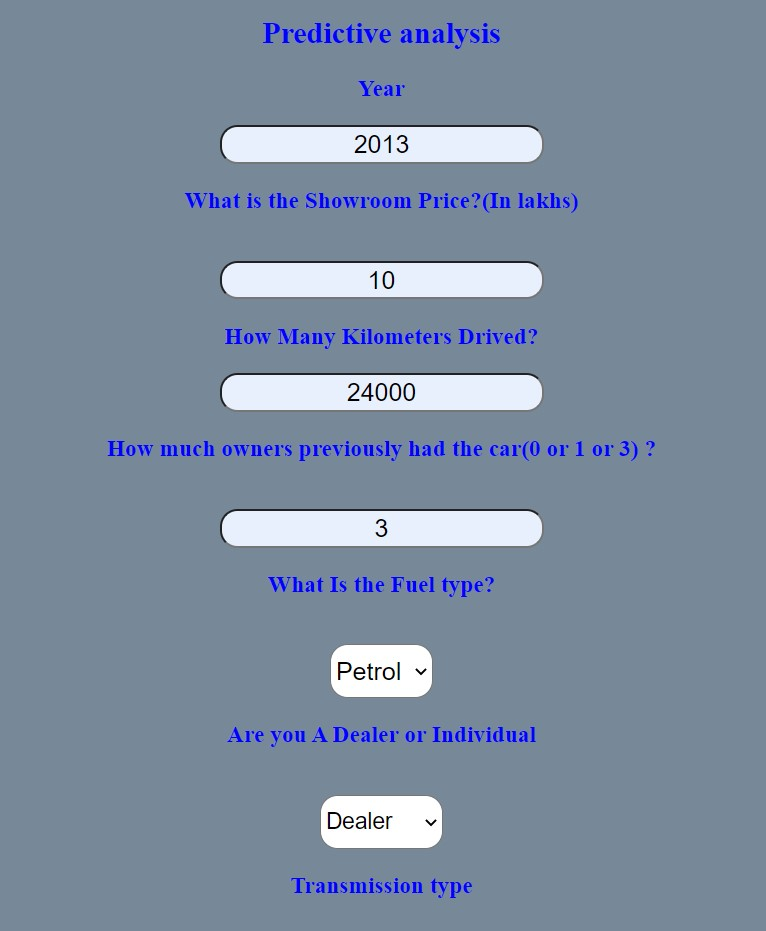 Predictive analysis
Year
2013
What is the Showroom Price?(In lakhs)
10
How Many Kilometers Drived?
24000
How much owners previously had the car(0 or 1 or 3) ?
3
What Is the Fuel type?
Petrol
Are you A Dealer or Individual
Dealer
Transmission type